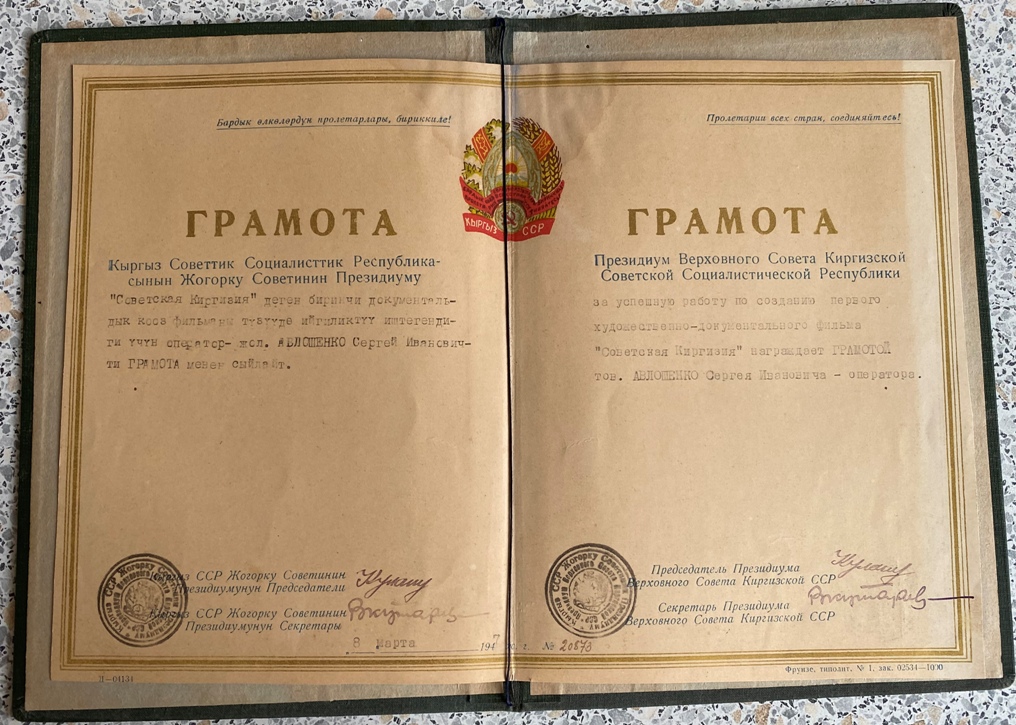 Бардык өлкөлөрдүн пролетарлары, бириккиле!
ГРАМОТА
Кыргыз Советтик Социалисттик Республика-
сынын Жогорку Советинин Президиуму
"Советская Киргизия" деген биринчи документаль-
дык кооз фильманы түзүүдө ийгиликтүү иштегенди-
ги үчүн оператор- жол. АВЛОШЕНКО Сергей Иванович-
ти ГРАМОТА менен сыйлайт.
Кыргыз ССР Жогорку Советинин
Президиумунун Председатели
Кыргыз ССР Жогорку Советинин
Президиумунун Секретары
8 марта
Д—04134
КЫРГЫЗ ССР
Пролетарии всех стран, соединяйтесь!
ГРАМОТА
Президиум Верховного Совета Киргизской
Советской Социалистической Республики
за успешную работу по созданию первого
художественно-документального фильма
"Советская Киргизия" награждает ГРАМОТОЙ
тов. АВЛОШЕНКО Сергея Ивановича - оператора.
Председатель Президиума
Верховного Совета Киргизской ССР
Секретарь Президиума
Верховного Совета Киргизской ССР
1947 ж. г. № 20873
Фрунзе, типолит. № 1, зак. 02534—1000